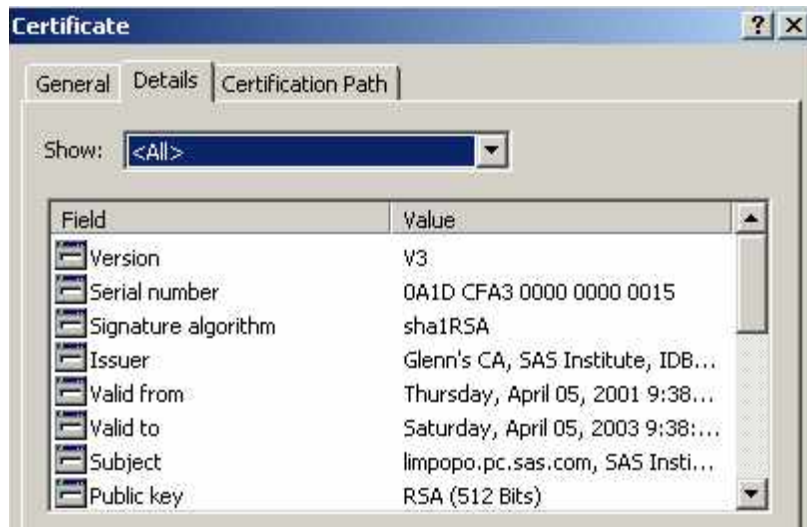 Certificate
General Details Certification Path
Show: <All>
Field Value
Version V3
Serial number 0A1D CFA3 0000 0000 0015
Signature algorithm sha1RSA
Issuer Glenn's CA, SAS Institute, IDB...
Valid from Thursday, April 05, 2001 9:38...
Valid to Saturday, April 05, 2003 9:38:...
Subject limpopo.pc.sas.com, SAS Insti...
Public key RSA (512 Bits)